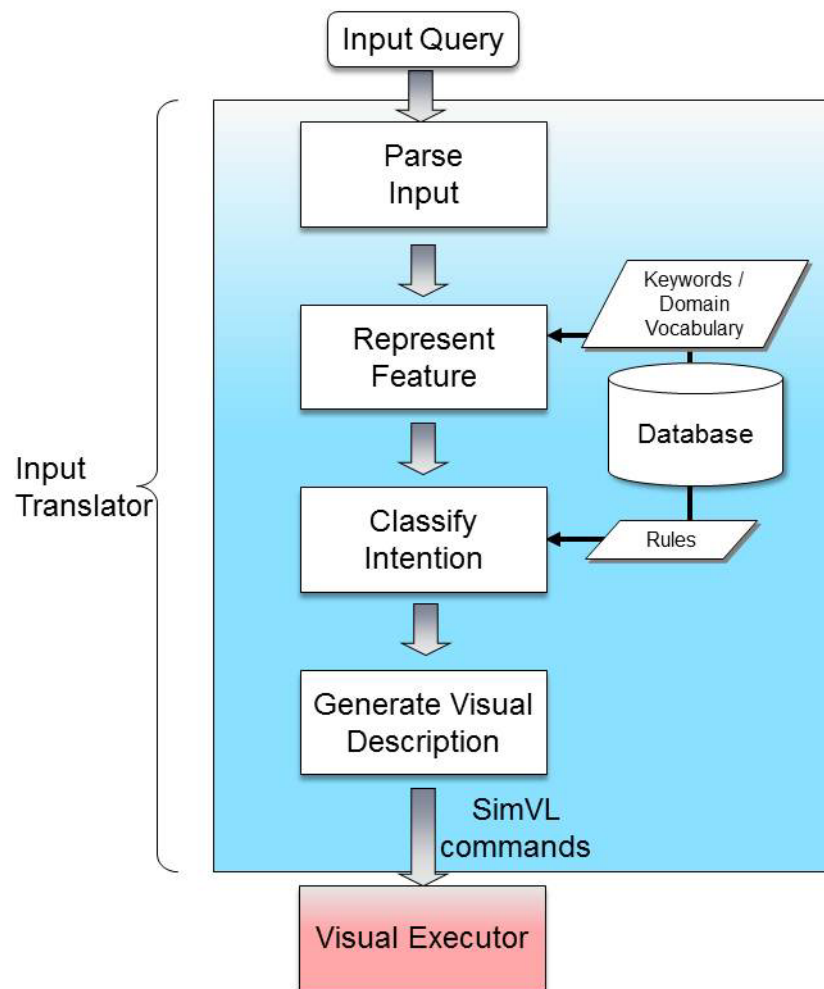 Input Query
Parse
Input
Keywords /
Domain
Vocabulary
Represent
Feature
Database
Input
Translator
Classify
Intention
Rules
Generate Visual
Description
SimVL
commands
Visual Executor